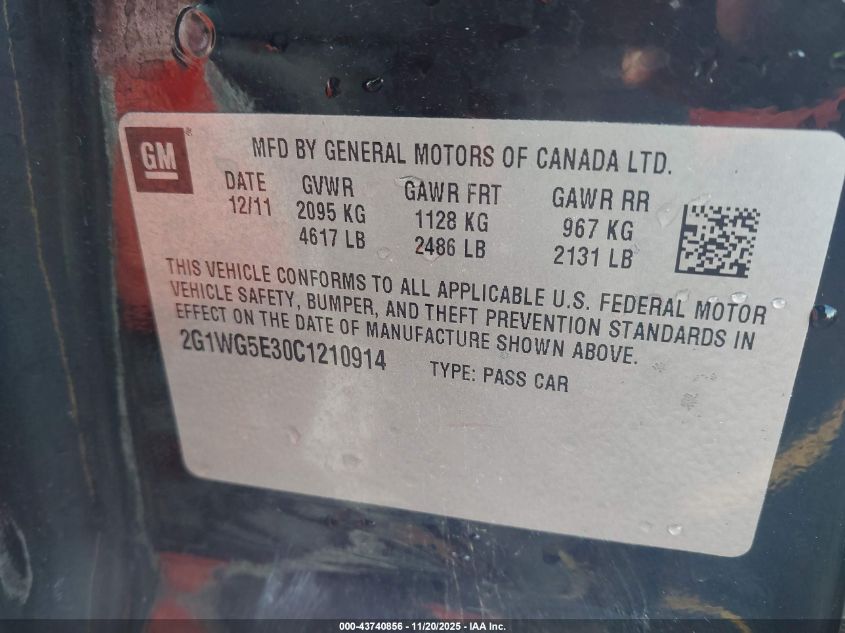 GM
MFD BY GENERAL MOTORS OF CANADA LTD.
DATE GVWR GAWR FRT GAWR RR
12/11 2095 KG 1128 KG 967 KG
4617 LB 2486 LB 2131 LB
THIS VEHICLE CONFORMS TO ALL APPLICABLE U.S. FEDERAL MOTOR
VEHICLE SAFETY, BUMPER, AND THEFT PREVENTION STANDARDS IN
EFFECT ON THE DATE OF MANUFACTURE SHOWN ABOVE.
2G1WG5E30C1210914 TYPE: PASS CAR
000-43740856 - 11/20/2025 - IAA Inc.